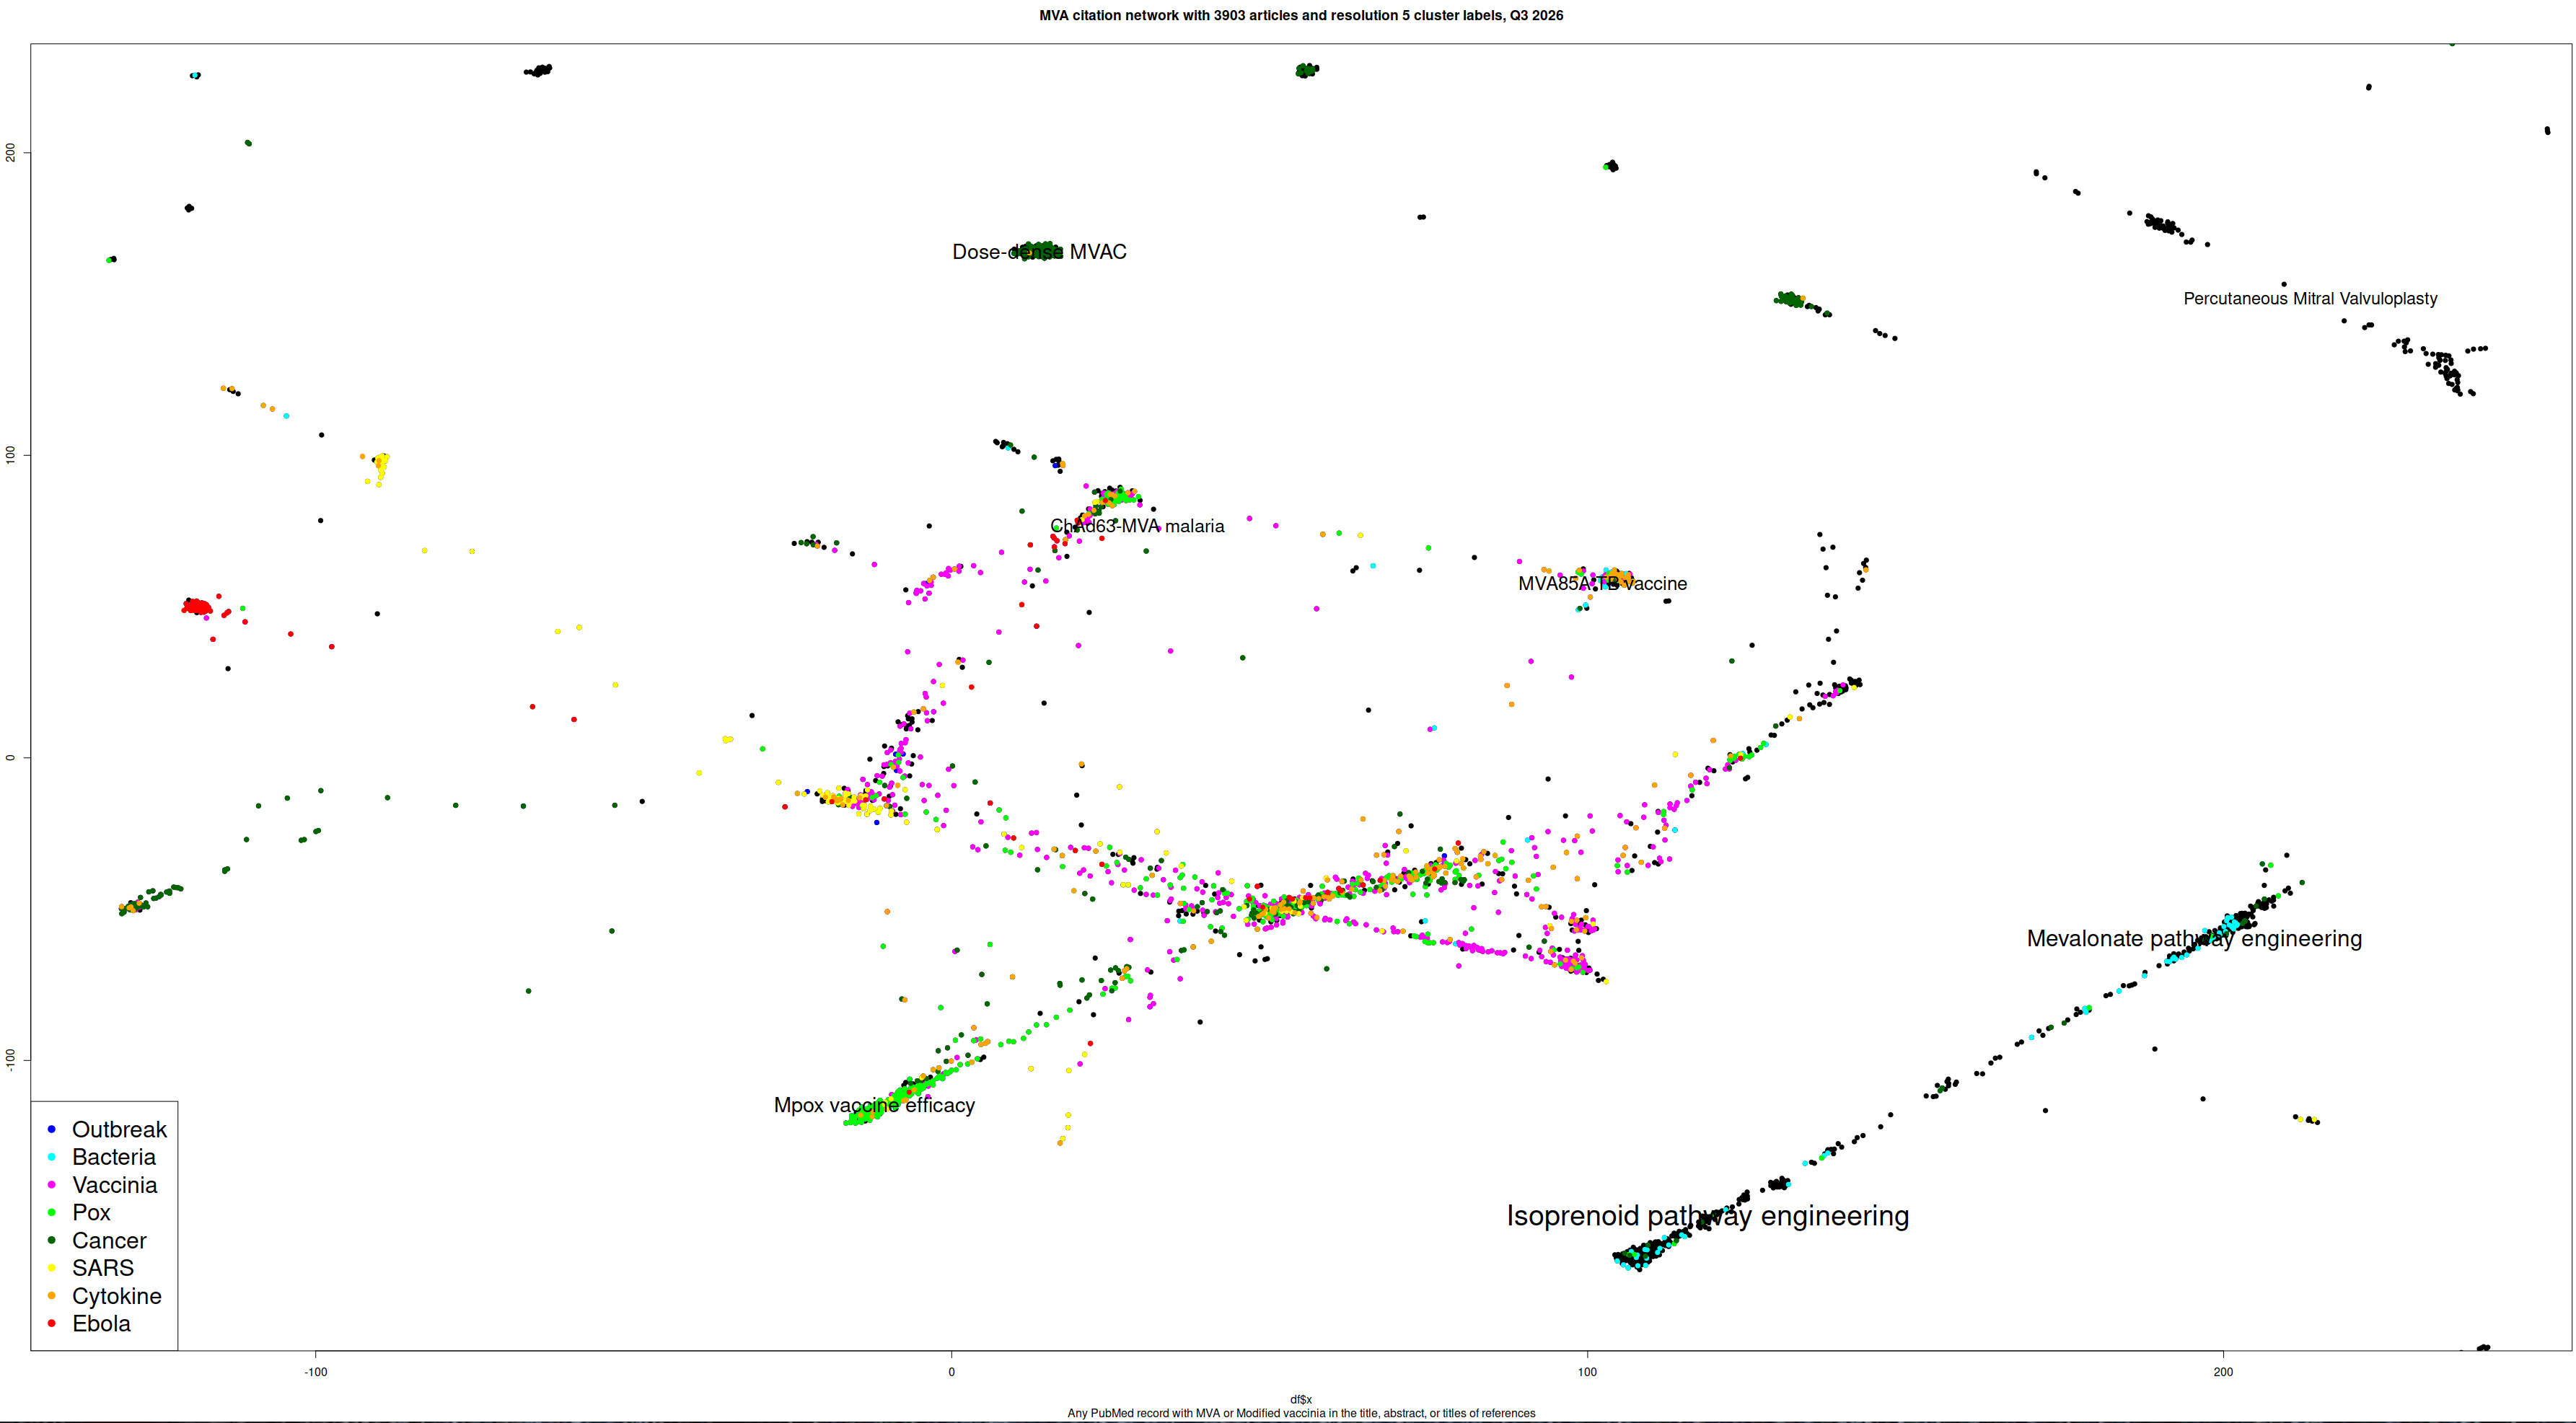 MVA citation network with 3903 articles and resolution 5 cluster labels, Q3 2026
200
100
0
-100
Dose-dense MVAC
Percutaneous Mitral Valvuloplasty
ChAd63-MVA malaria
MVA85A TB vaccine
Mevalonate pathway engineering
Mpox vaccine efficacy
Isoprenoid pathway engineering
Outbreak
Bacteria
Vaccinia
Pox
Cancer
SARS
Cytokine
Ebola
-100 0 100 200
df$x
Any PubMed record with MVA or Modified vaccinia in the title, abstract, or titles of references